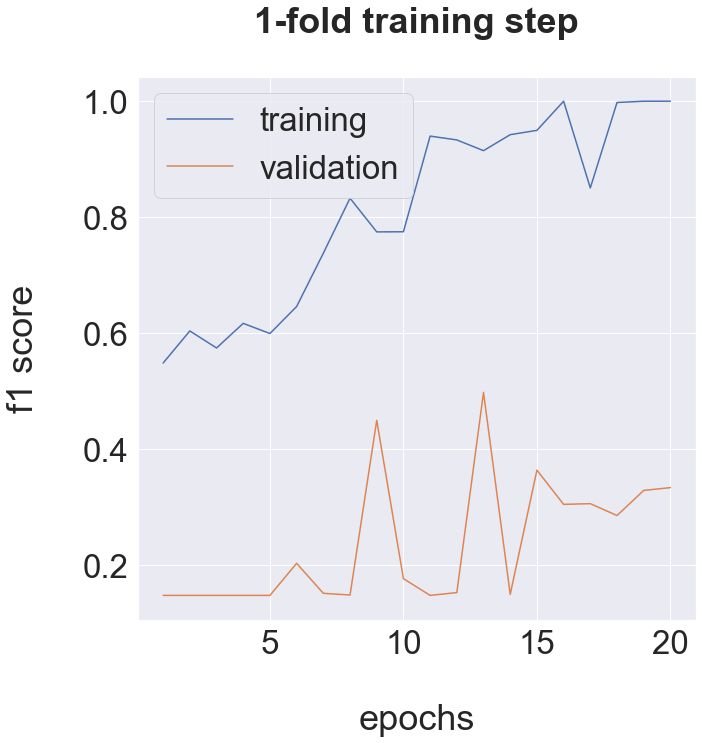 1-fold training step
training
validation
1.0
0.8
0.6
0.4
0.2
f1 score
5 10 15 20
epochs